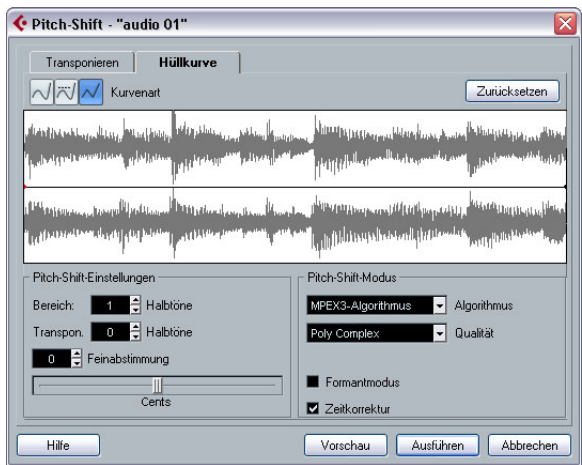 Pitch-Shift - "audio 01"
Transponieren Hüllkurve
Kurvenart Zurücksetzen
Pitch-Shift-Einstellungen
Bereich: 1 Halbtöne
Transpon. 0 Halbtöne
0 Feinabstimmung
Cents
Pitch-Shift-Modus
MPEX3-Algorithmus Algorithmus
Poly Complex Qualität
Formantmodus
Zeitkorrektur
Hilfe Vorschau Ausführen Abbrechen